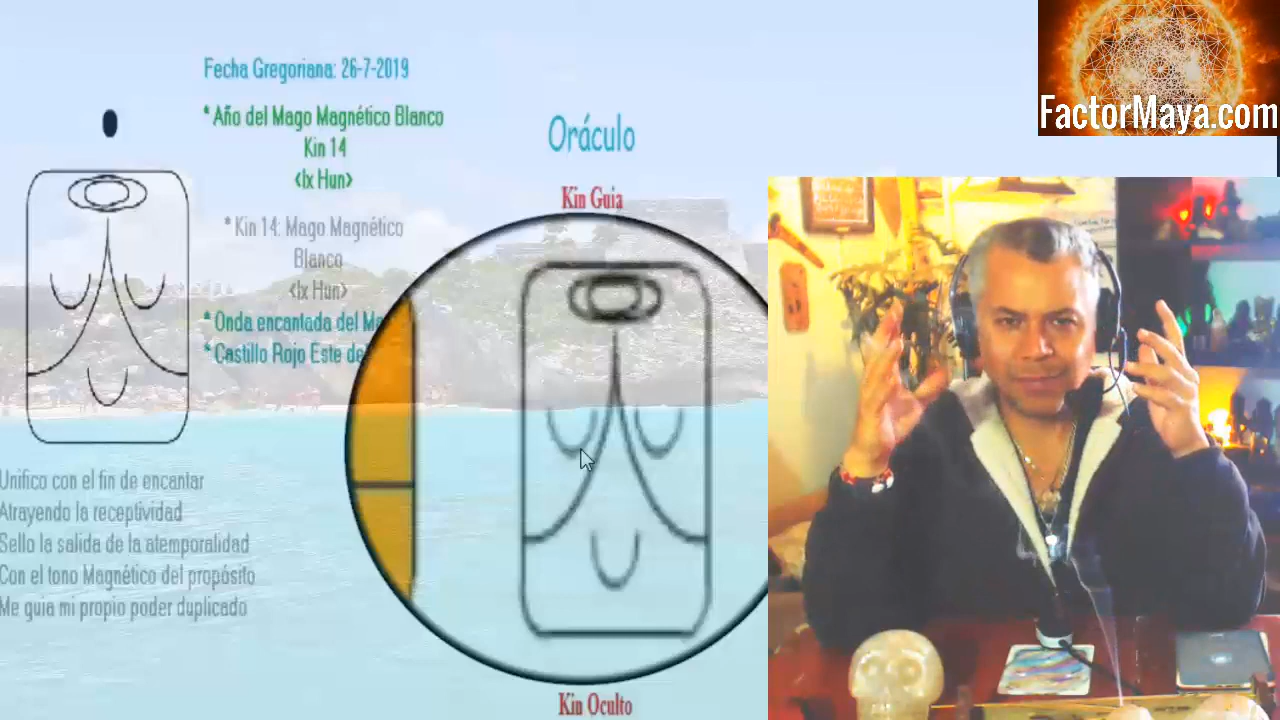 FactorMaya.com
Fecha Gregoriana: 26-7-2019
* Año del Mago Magnético Blanco
Kin 14
<Ix Hun>
* Kin 14: Mago Magnético
Blanco
<Ix Hun>
* Onda encantada del
* Castillo Rojo Este de
Oráculo
Kin Guia
Unifico con el fin de encantar
Atrayendo la receptividad
Sello la salida de la atemporalidad
Con el tono Magnético del propósito
Me guia mi propio poder duplicado
Kin Oculto